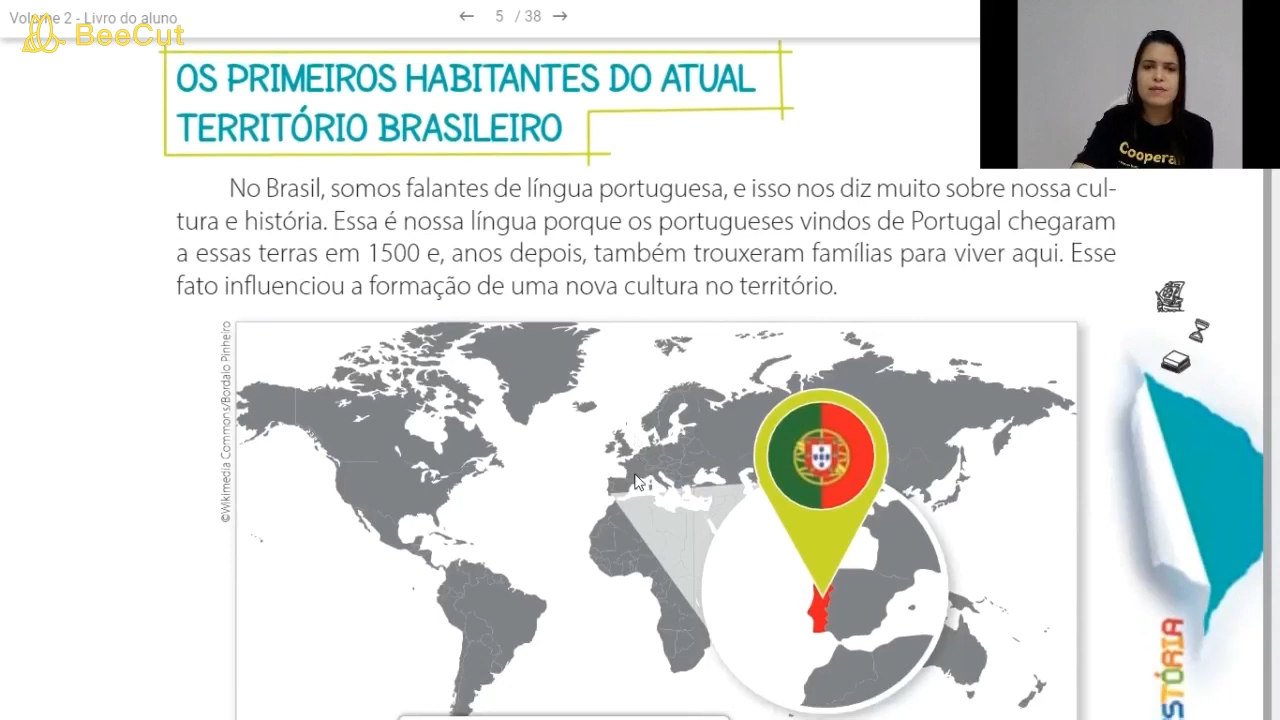 Volume 2 - Livro do aluno
5 / 38
BeeCut
OS PRIMEIROS HABITANTES DO ATUAL
TERRITÓRIO BRASILEIRO
Coopera
No Brasil, somos falantes de língua portuguesa, e isso nos diz muito sobre nossa cul-
tura e história. Essa é nossa língua porque os portugueses vindos de Portugal chegaram
a essas terras em 1500 e, anos depois, também trouxeram famílias para viver aqui. Esse
fato influenciou a formação de uma nova cultura no território.
©Wikimedia Commons/Bordalo Pinheiro
STÓRIA